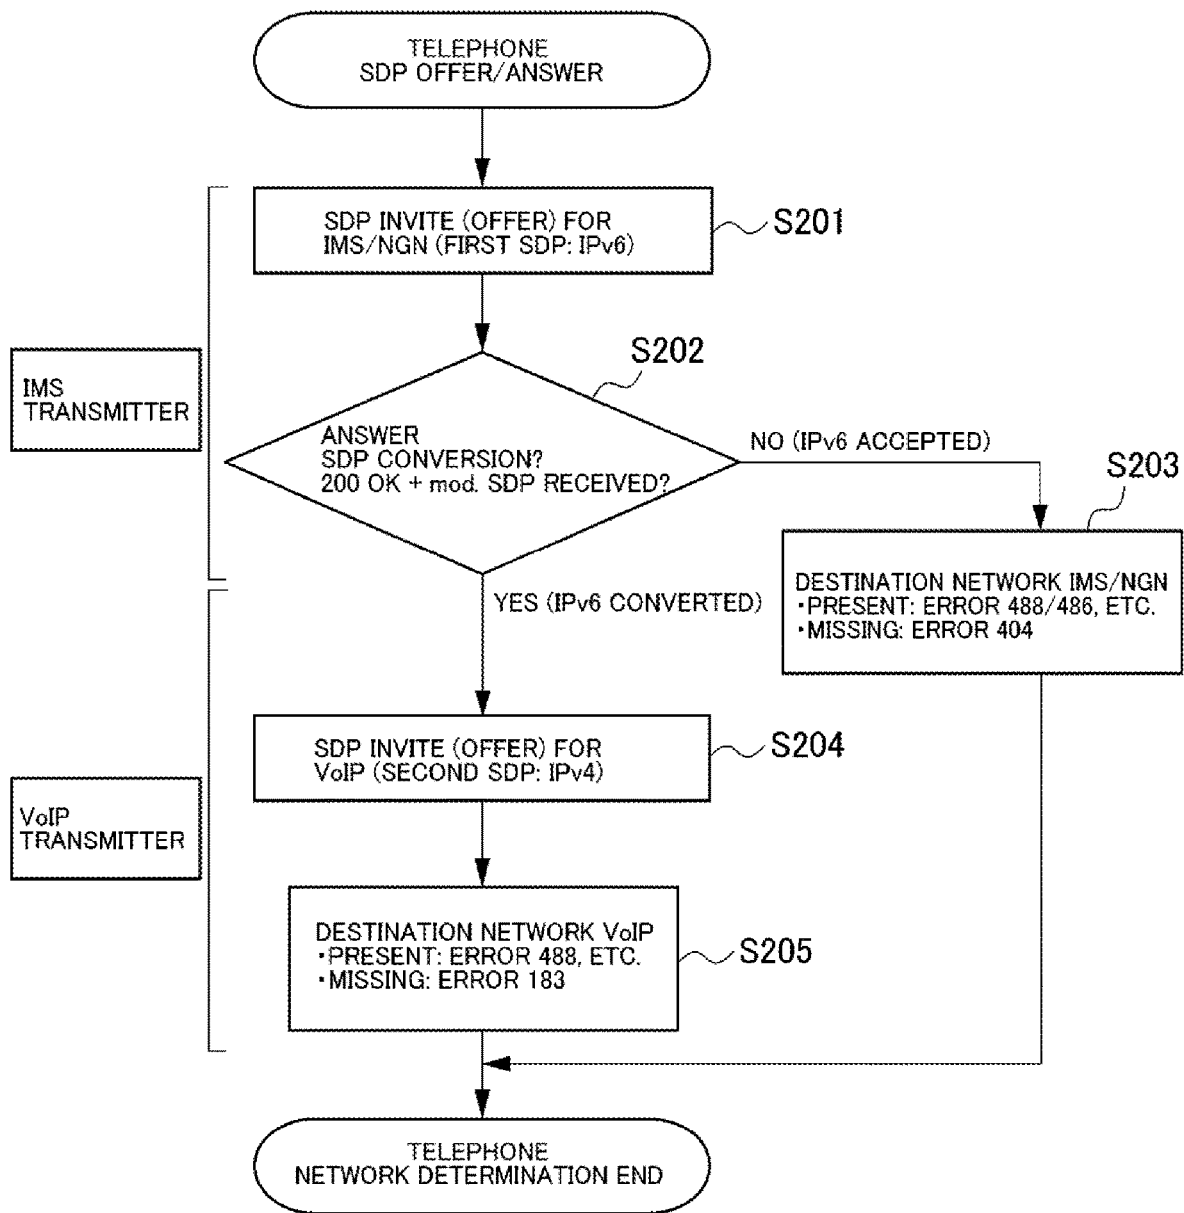 TELEPHONE
SDP OFFER/ANSWER
SDP INVITE (OFFER) FOR
IMS/NGN (FIRST SDP: IPv6)
S201
IMS
TRANSMITTER
S202
ANSWER
SDP CONVERSION?
200 OK + mod. SDP RECEIVED?
NO (IPv6 ACCEPTED)
S203
DESTINATION NETWORK IMS/NGN
・PRESENT: ERROR 488/486, ETC.
・MISSING: ERROR 404
YES (IPv6 CONVERTED)
SDP INVITE (OFFER) FOR
VoIP (SECOND SDP: IPv4)
S204
VoIP
TRANSMITTER
DESTINATION NETWORK VoIP
・PRESENT: ERROR 488, ETC.
・MISSING: ERROR 183
S205
TELEPHONE
NETWORK DETERMINATION END